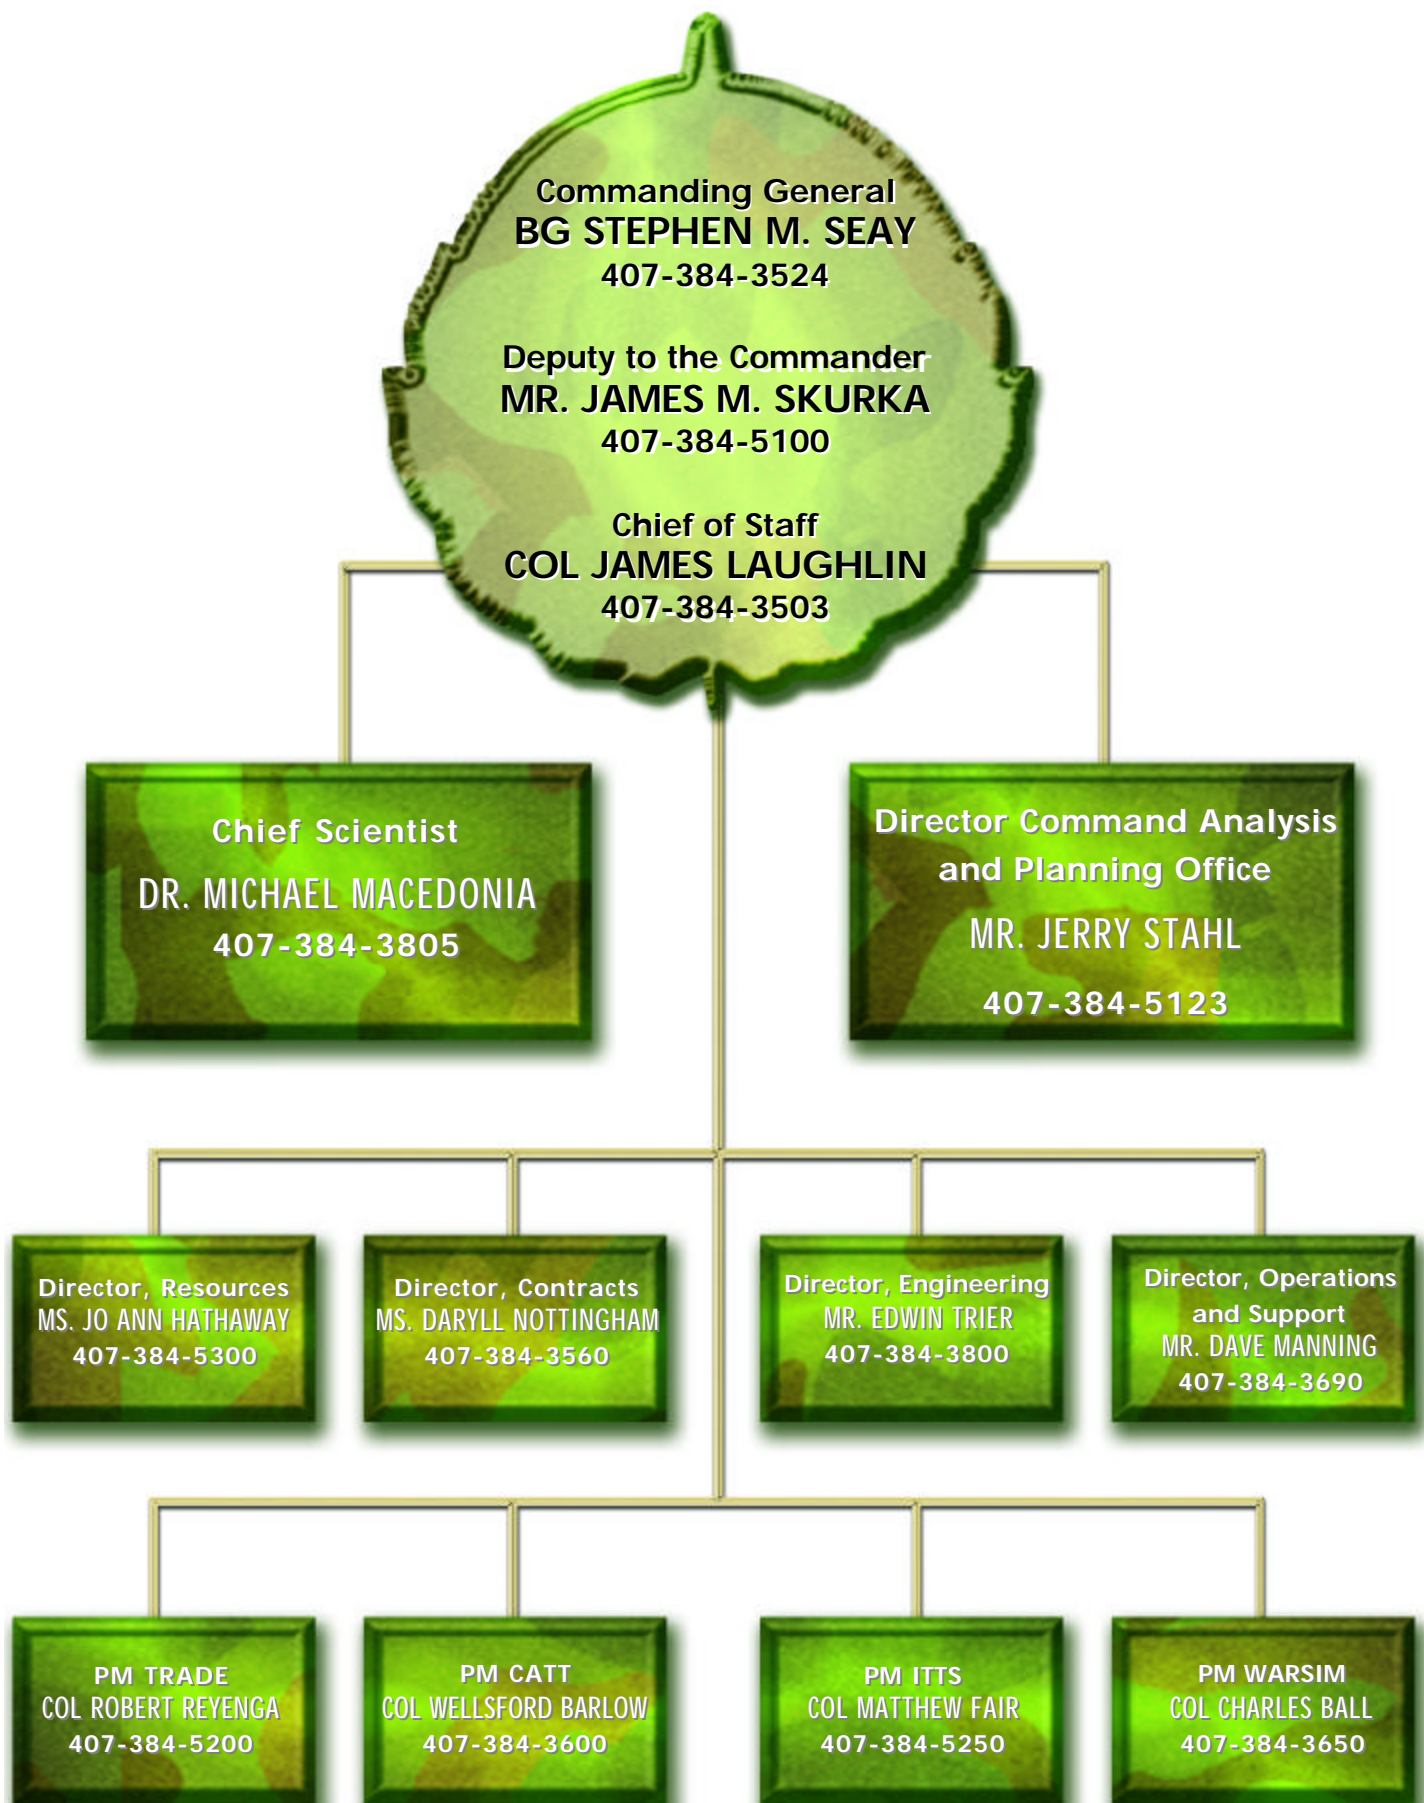 Commanding General
BG STEPHEN M. SEAY
407-384-3524
Deputy to the Commander
MR. JAMES M. SKURKA
407-384-5100
Chief of Staff
COL JAMES LAUGHLIN
407-384-3503
Chief Scientist
DR. MICHAEL MACEDONIA
407-384-3805
Director Command Analysis
and Planning Office
MR. JERRY STAHL
407-384-5123
Director, Resources
MS. JO ANN HATHAWAY
407-384-5300
Director, Contracts
MS. DARYLL NOTTINGHAM
407-384-3560
Director, Engineering
MR. EDWIN TRIER
407-384-3800
Director, Operations
and Support
MR. DAVE MANNING
407-384-3690
PM TRADE
COL ROBERT REYENGA
407-384-5200
PM CATT
COL WELLSFORD BARLOW
407-384-3600
PM ITTS
COL MATTHEW FAIR
407-384-5250
PM WARSIM
COL CHARLES BALL
407-384-3650